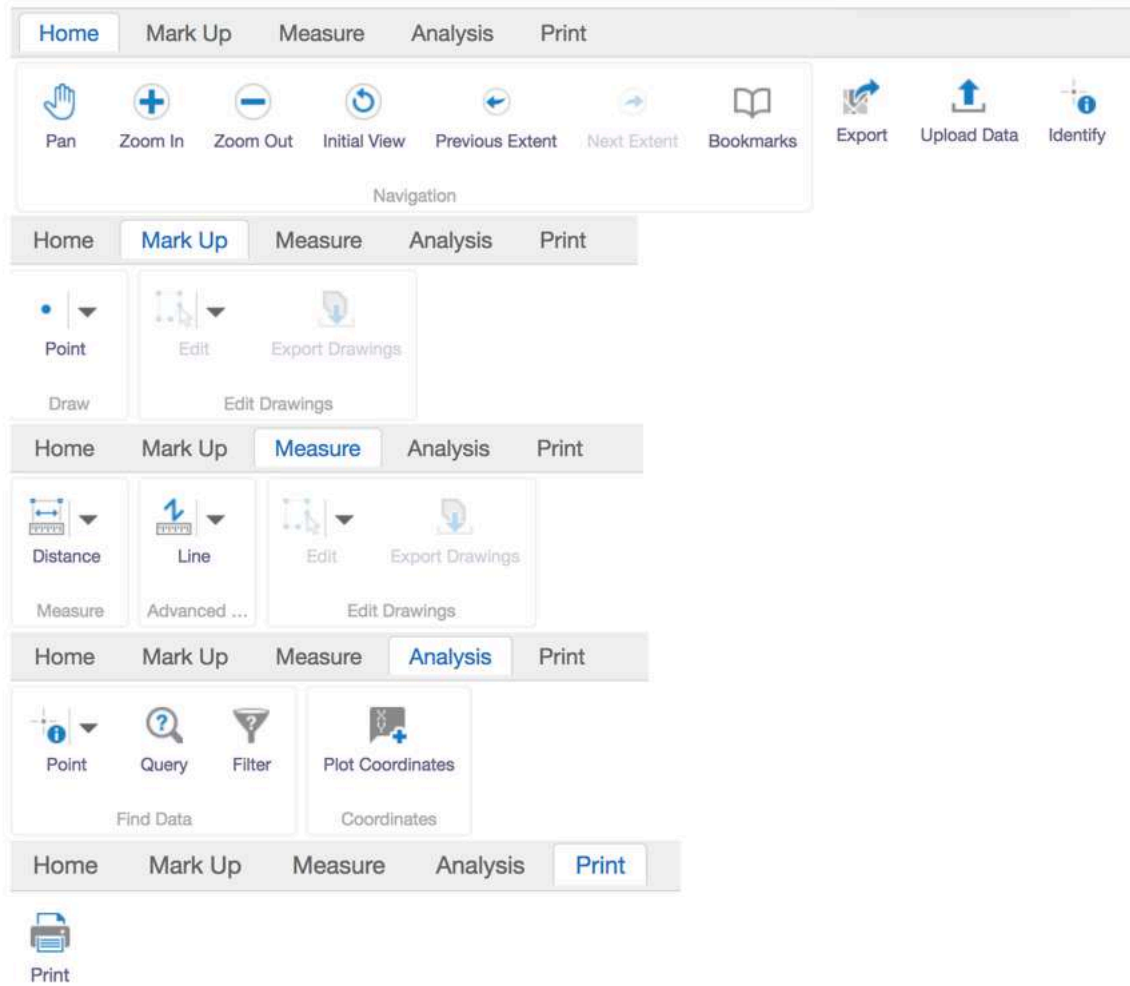 Home Mark Up Measure Analysis Print
Pan Zoom In Zoom Out Initial View Previous Extent Next Extent Bookmarks Export Upload Data Identify
Navigation
Home Mark Up Measure Analysis Print
Point Edit Export Drawings
Draw Edit Drawings
Home Mark Up Measure Analysis Print
Distance Line Edit Export Drawings
Measure Advanced ... Edit Drawings
Home Mark Up Measure Analysis Print
Point Query Filter Plot Coordinates
Find Data Coordinates
Home Mark Up Measure Analysis Print
Print